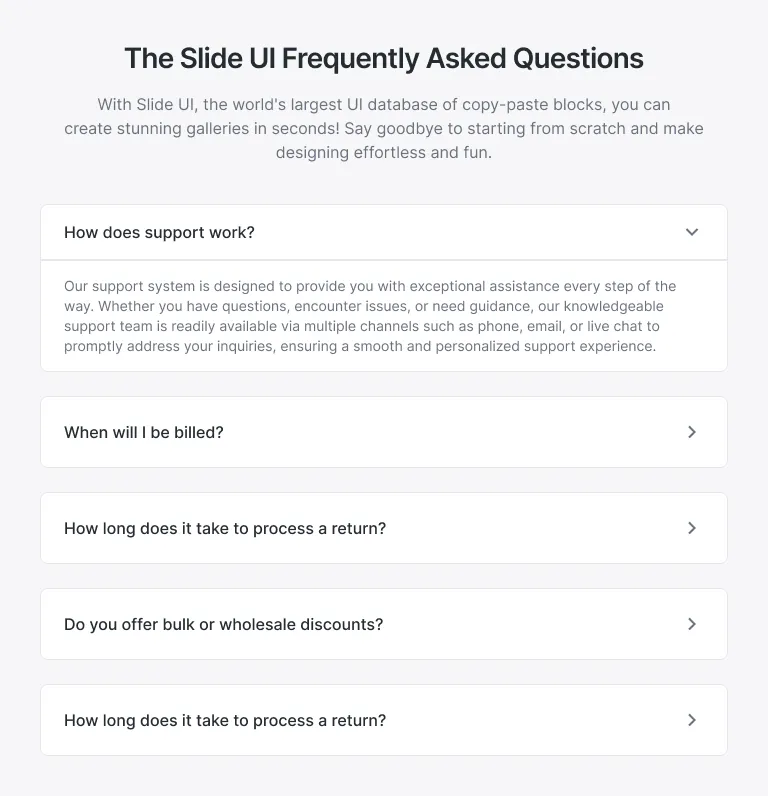 The Slide UI Frequently Asked Questions
With Slide UI, the world's largest UI database of copy-paste blocks, you can
create stunning galleries in seconds! Say goodbye to starting from scratch and make
designing effortless and fun.
How does support work?
Our support system is designed to provide you with exceptional assistance every step of the
way. Whether you have questions, encounter issues, or need guidance, our knowledgeable
support team is readily available via multiple channels such as phone, email, or live chat to
promptly address your inquiries, ensuring a smooth and personalized support experience.
When will I be billed?
How long does it take to process a return?
Do you offer bulk or wholesale discounts?
How long does it take to process a return?